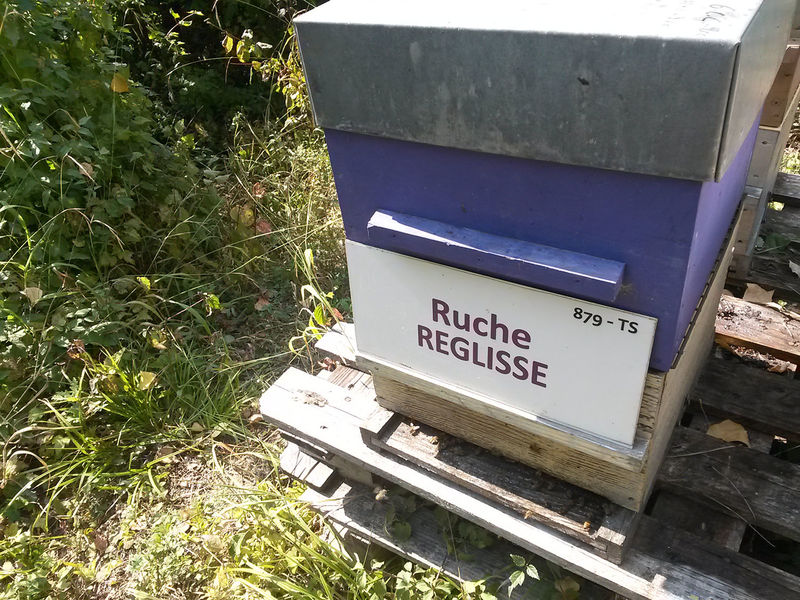 879 - TS
Ruche
REGLISSE